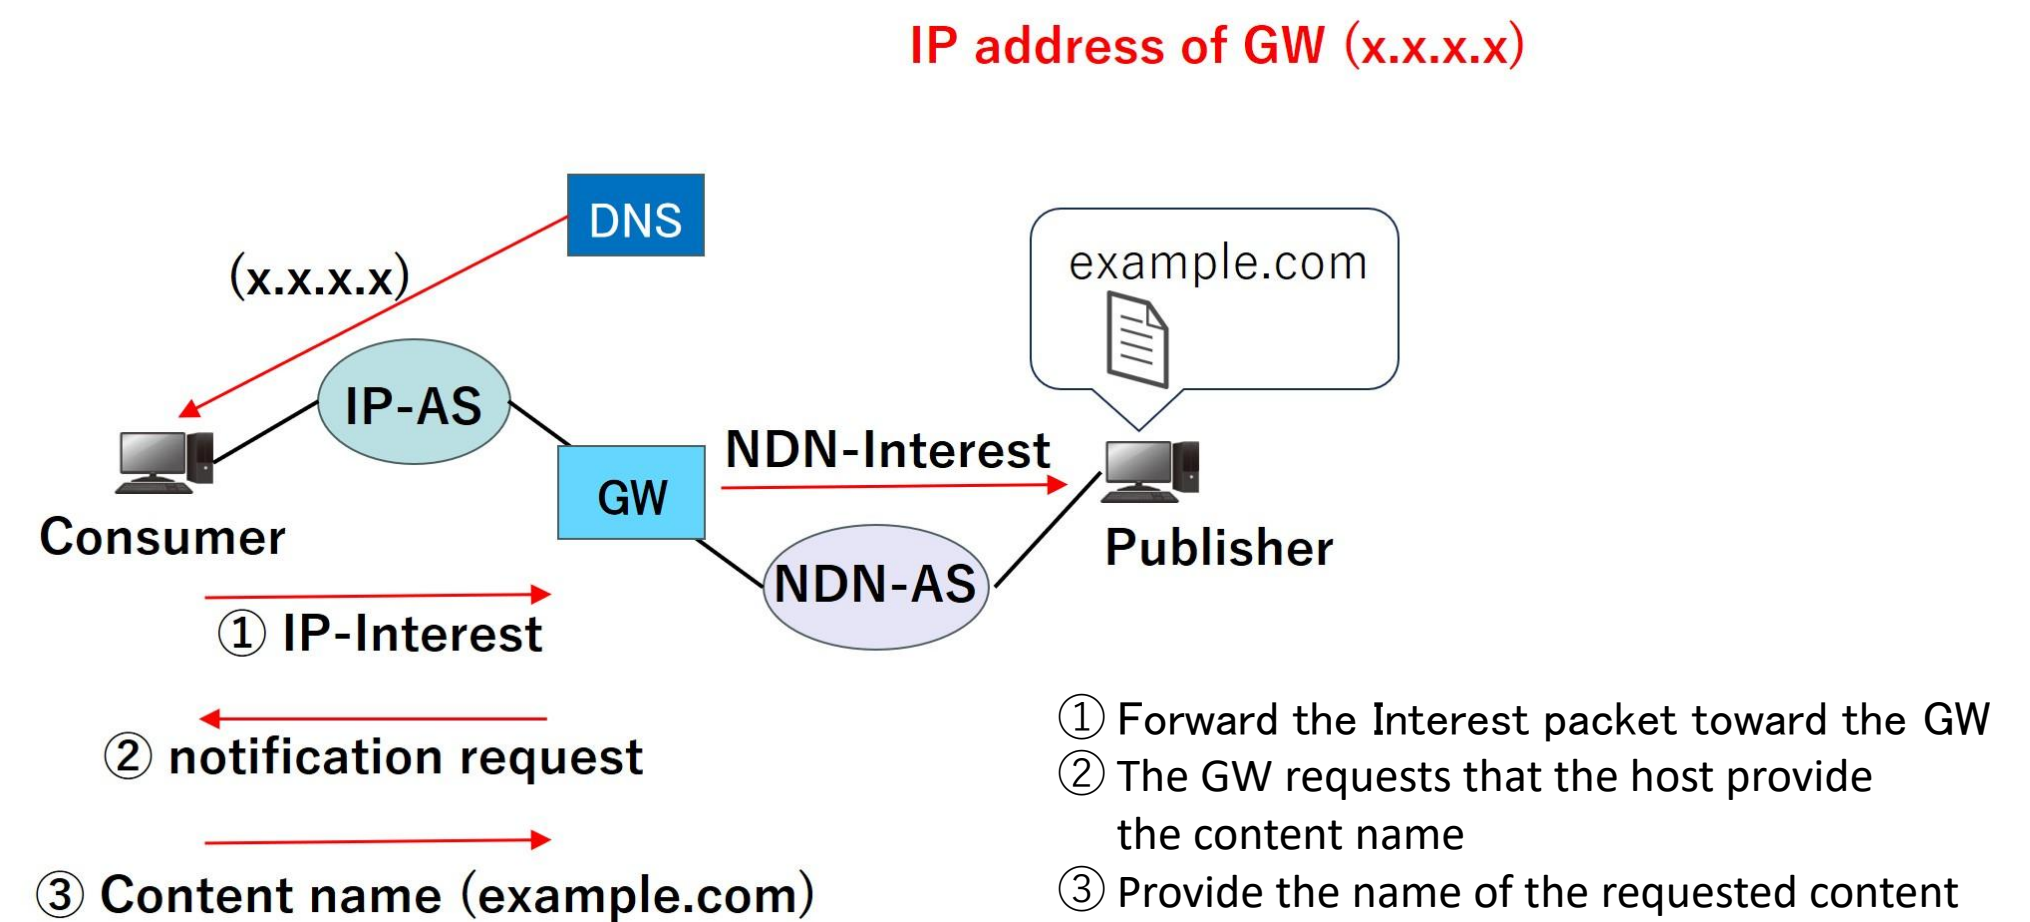 IP address of GW (x.x.x.x)
DNS
(x.x.x.x)
example.com
IP-AS
NDN-Interest
GW
Consumer
Publisher
NDN-AS
① IP-Interest
② notification request
③ Content name (example.com)
① Forward the Interest packet toward the GW
② The GW requests that the host provide
the content name
③ Provide the name of the requested content